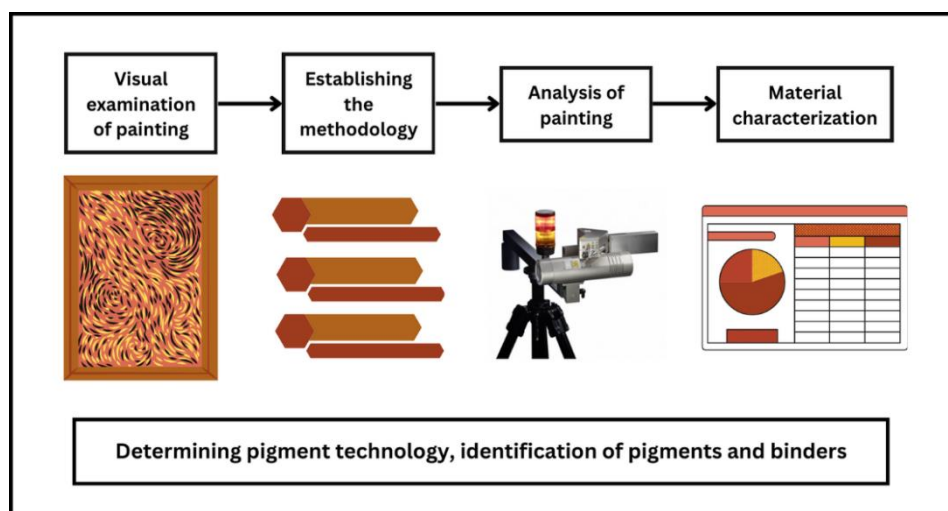 Visual
examination
of painting
Establishing
the
methodology
Analysis of
painting
Material
characterization
Determining pigment technology, identification of pigments and binders